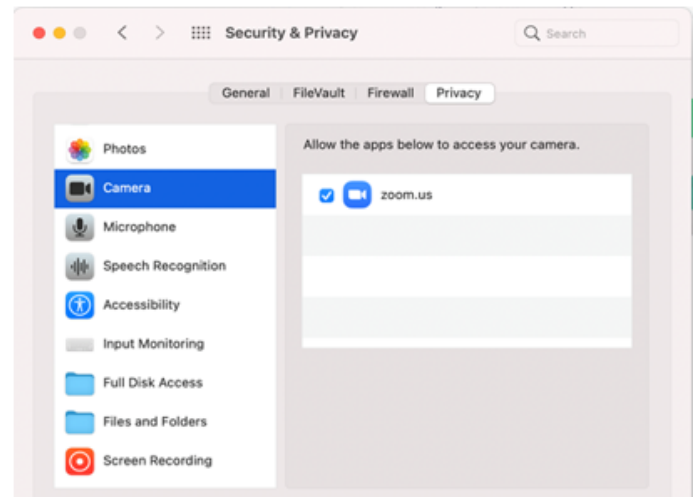 Security & Privacy
Search
General FileVault Firewall Privacy
Photos
Camera
Microphone
Speech Recognition
Accessibility
Input Monitoring
Full Disk Access
Files and Folders
Screen Recording
Allow the apps below to access your camera.
zoom.us